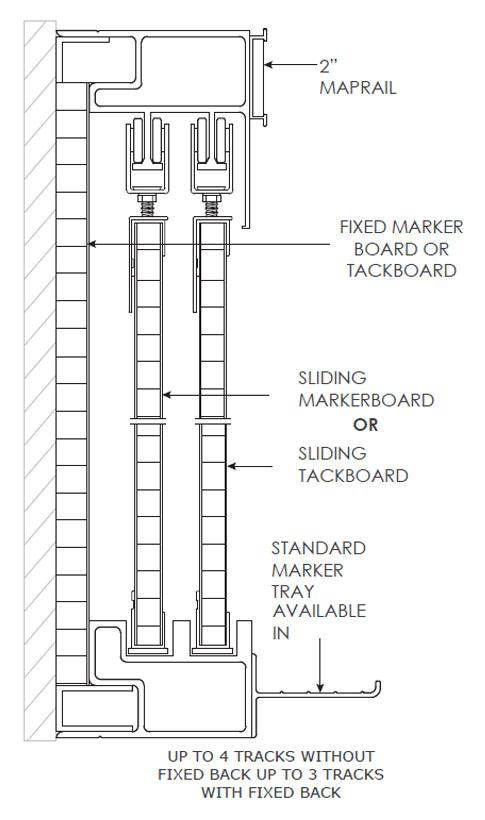 2”
MAPRAIL
FIXED MARKER
BOARD OR
TACKBOARD
SLIDING
MARKERBOARD
OR
SLIDING
TACKBOARD
STANDARD
MARKER
TRAY
AVAILABLE
IN
UP TO 4 TRACKS WITHOUT
FIXED BACK UP TO 3 TRACKS
WITH FIXED BACK